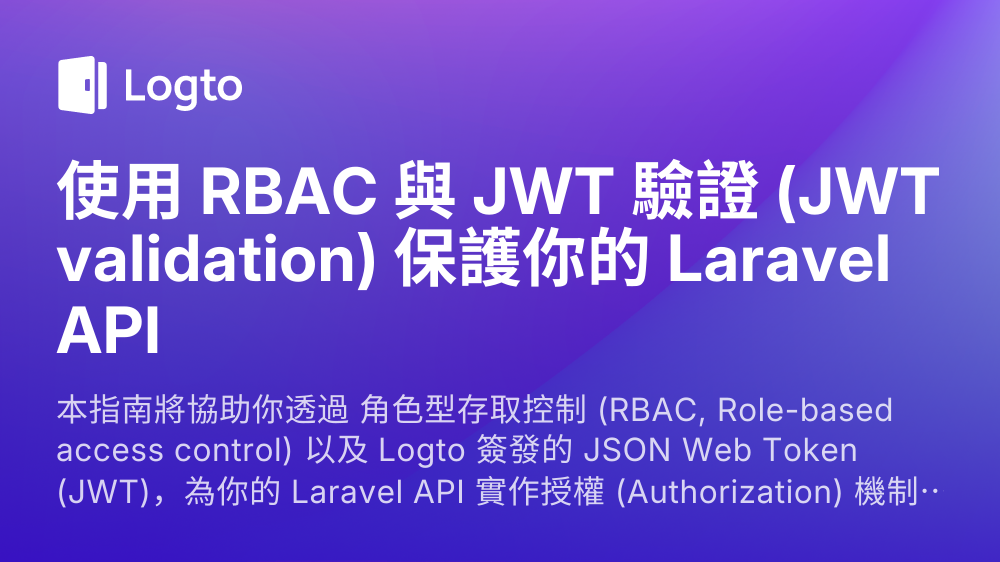 Logto
使用 RBAC 與 JWT 驗證 (JWT
validation) 保護你的 Laravel
API
本指南將協助你透過 角色型存取控制 (RBAC, Role-based
access control) 以及 Logto 簽發的 JSON Web Token
(JWT)，為你的 Laravel API 實作授權 (Authorization) 機制⋯